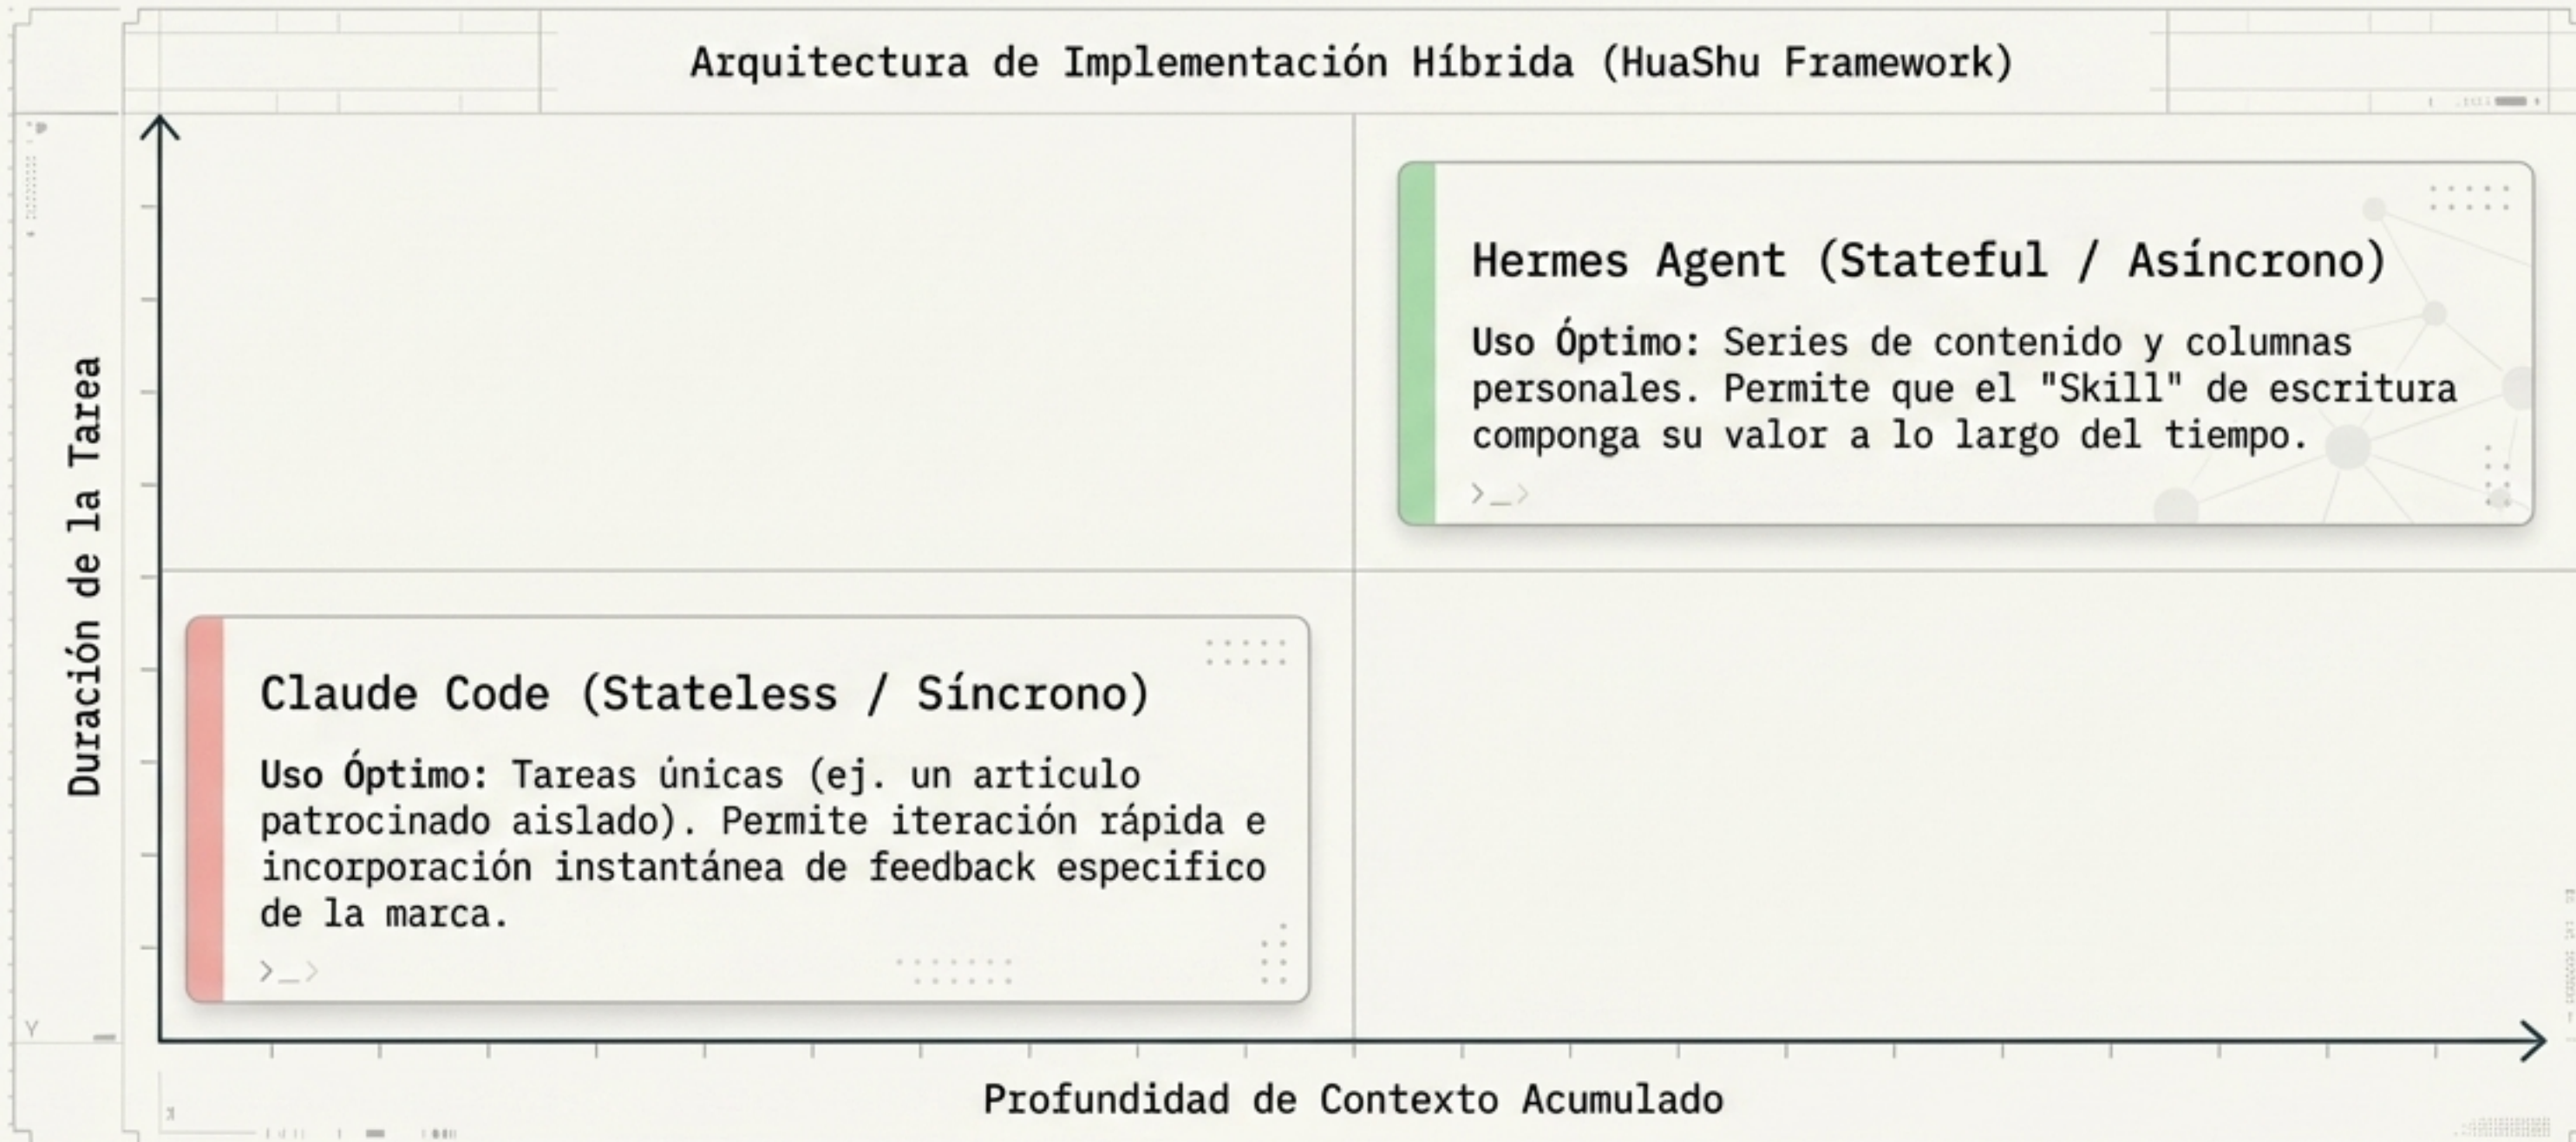 Arquitectura de Implementación Híbrida (HuaShu Framework)
Duración de la Tarea
Hermes Agent (Stateful / Asíncrono)
Uso Óptimo: Series de contenido y columnas
personales. Permite que el "Skill" de escritura
componga su valor a lo largo del tiempo.
>_>
Claude Code (Stateless / Síncrono)
Uso Óptimo: Tareas únicas (ej. un artículo
patrocinado aislado). Permite iteración rápida e
incorporación instantánea de feedback especifico
de la marca.
>_>
Y
Profundidad de Contexto Acumulado